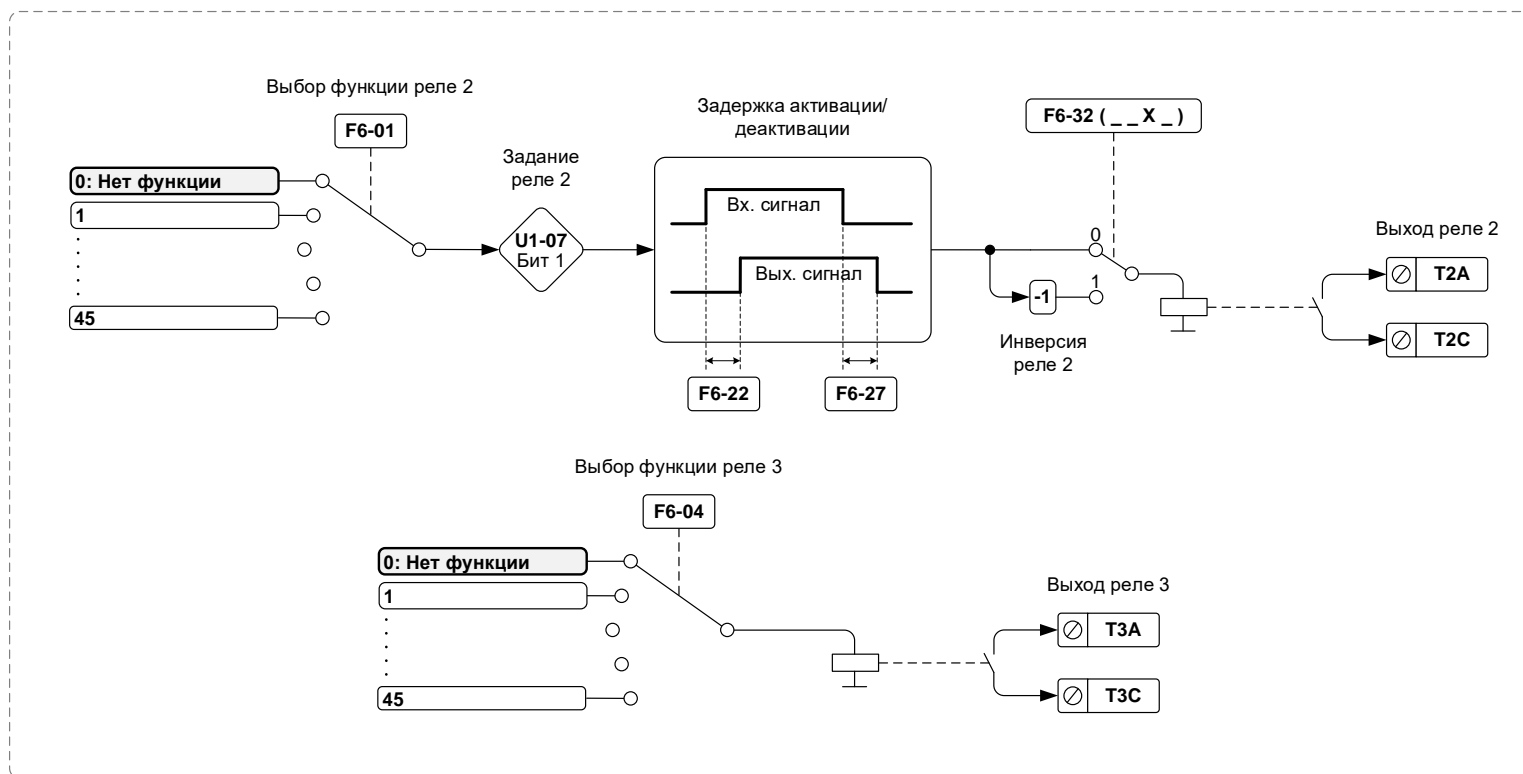 Выбор функции реле 2
F6-01
0: Нет функции
1
45
Задание
реле 2
U1-07
Бит 1
Задержка активации/
деактивации
Вх. сигнал
Вых. сигнал
F6-22
F6-27
F6-32 ( _ _ X _ )
0
1
-1
Инверсия
реле 2
Выход реле 2
T2A
T2C
Выбор функции реле 3
F6-04
0: Нет функции
1
45
Выход реле 3
T3A
T3C